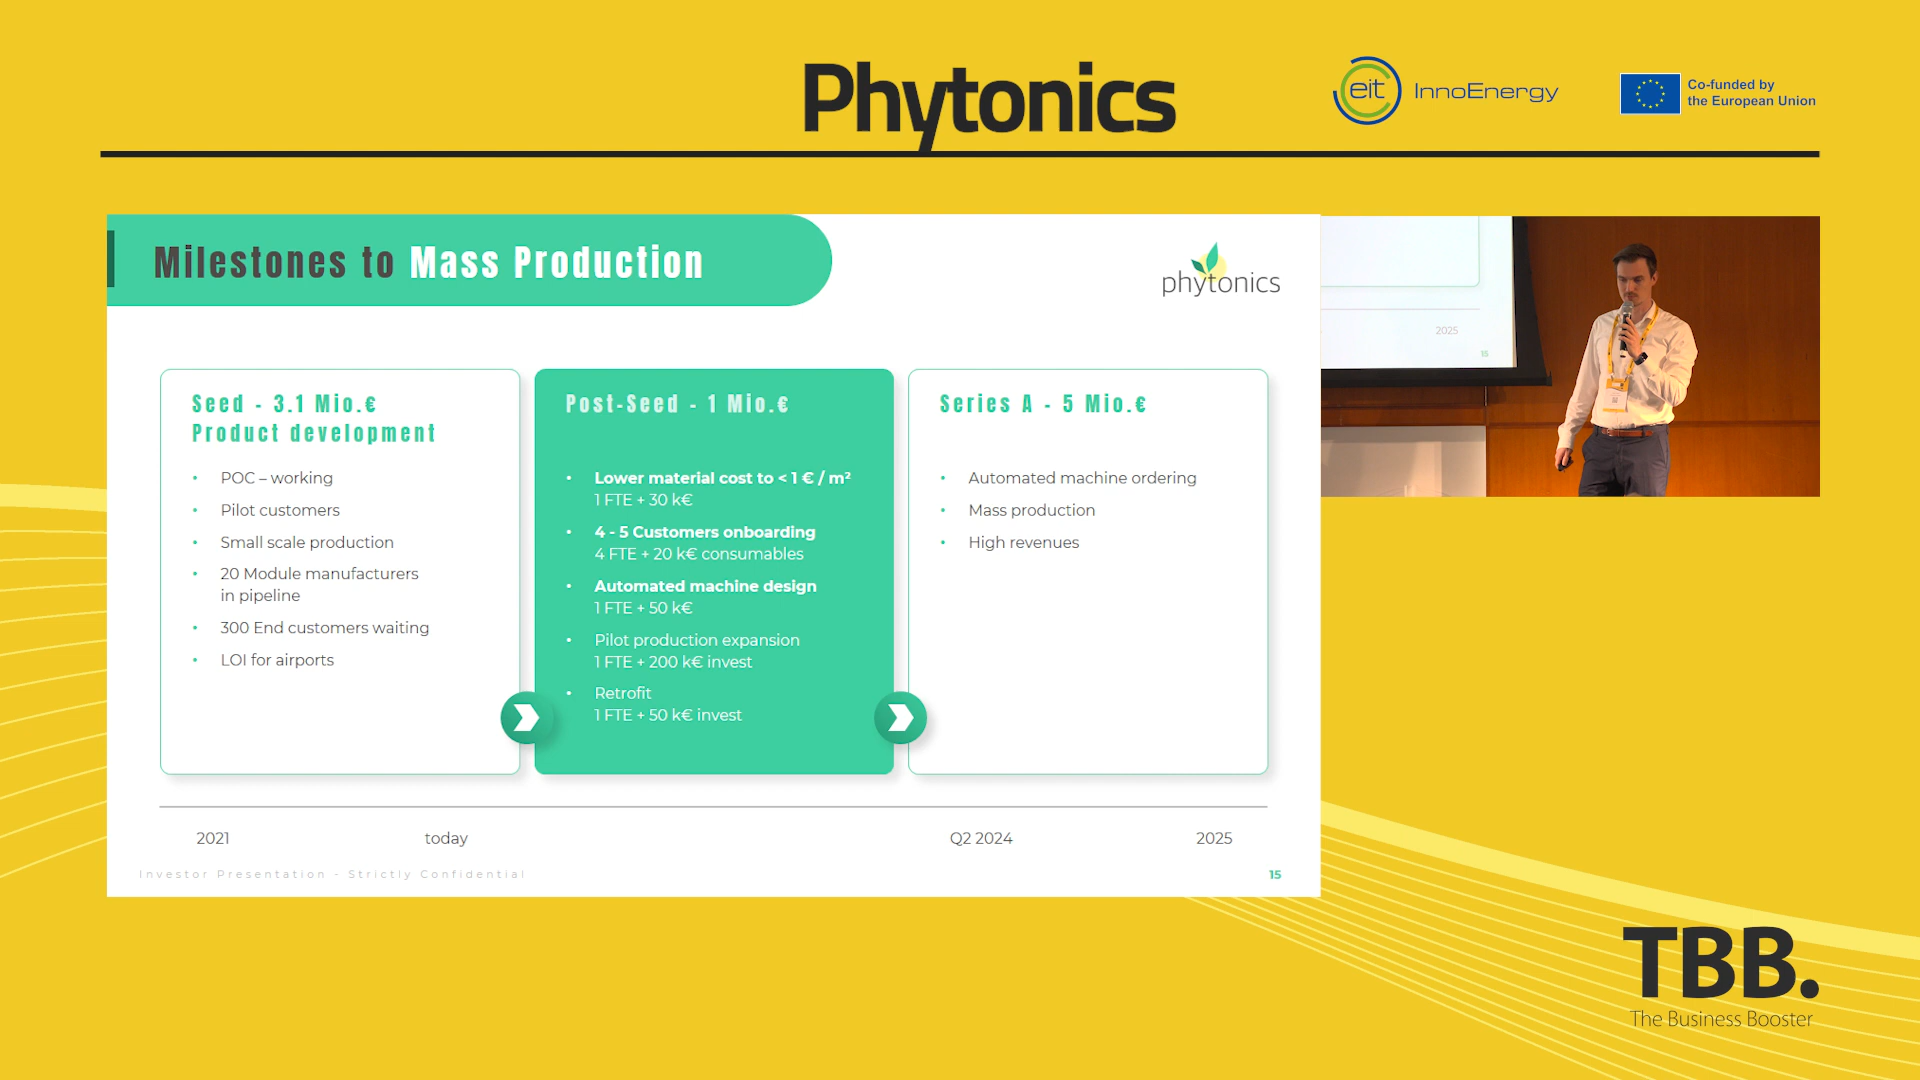 Phytonics
eit InnoEnergy
Co-funded by
the European Union
Milestones to Mass Production
phytonics
Seed - 3.1 Mio.€
Product development
• POC – working
• Pilot customers
• Small scale production
• 20 Module manufacturers
in pipeline
• 300 End customers waiting
• LOI for airports
Post-Seed - 1 Mio.€
• Lower material cost to < 1 € / m²
1 FTE + 30 k€
• 4 - 5 Customers onboarding
4 FTE + 20 k€ consumables
• Automated machine design
1 FTE + 50 k€
• Pilot production expansion
1 FTE + 200 k€ invest
• Retrofit
1 FTE + 50 k€ invest
Series A - 5 Mio.€
• Automated machine ordering
• Mass production
• High revenues
2021
today
Q2 2024
2025
Investor Presentation - Strictly Confidential
15
2025
15
TBB.
The Business Booster